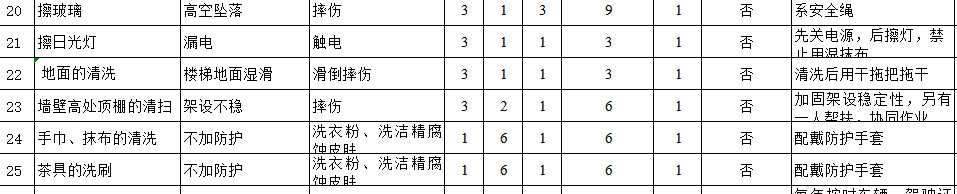 20 擦玻璃 高空坠落 摔伤 3 1 3 9 1 否 系安全绳
21 擦日光灯 漏电 触电 3 1 1 3 1 否 先关电源，后擦灯，禁
止用湿抹布
22 地面的清洗 楼梯地面湿滑 滑倒摔伤 3 1 1 3 1 否 清洗后用干拖把拖干
23 墙壁高处顶棚的清扫 架设不稳 摔伤 3 2 1 6 1 否 加固架设稳定性，另有
一人帮扶，协同作业
24 手巾、抹布的清洗 不加防护 洗衣粉、洗洁精腐
蚀皮肤 1 6 1 6 1 否 配戴防护手套
25 茶具的洗刷 不加防护 洗衣粉、洗洁精腐
蚀皮肤 1 6 1 6 1 否 配戴防护手套
每年按时车辆、驾驶证